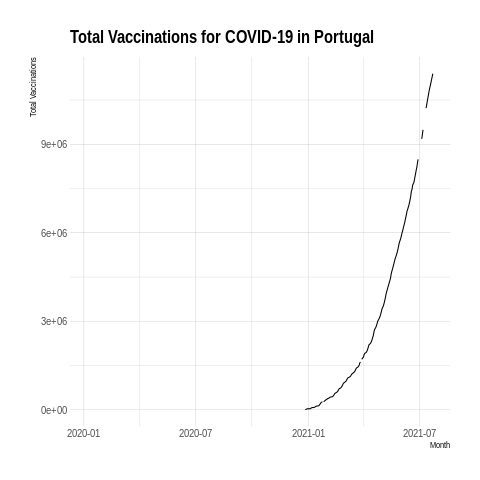 Total Vaccinations for COVID-19 in Portugal
Total Vaccinations
9e+06
6e+06
3e+06
0e+00
2020-01 2020-07 2021-01 2021-07
Month